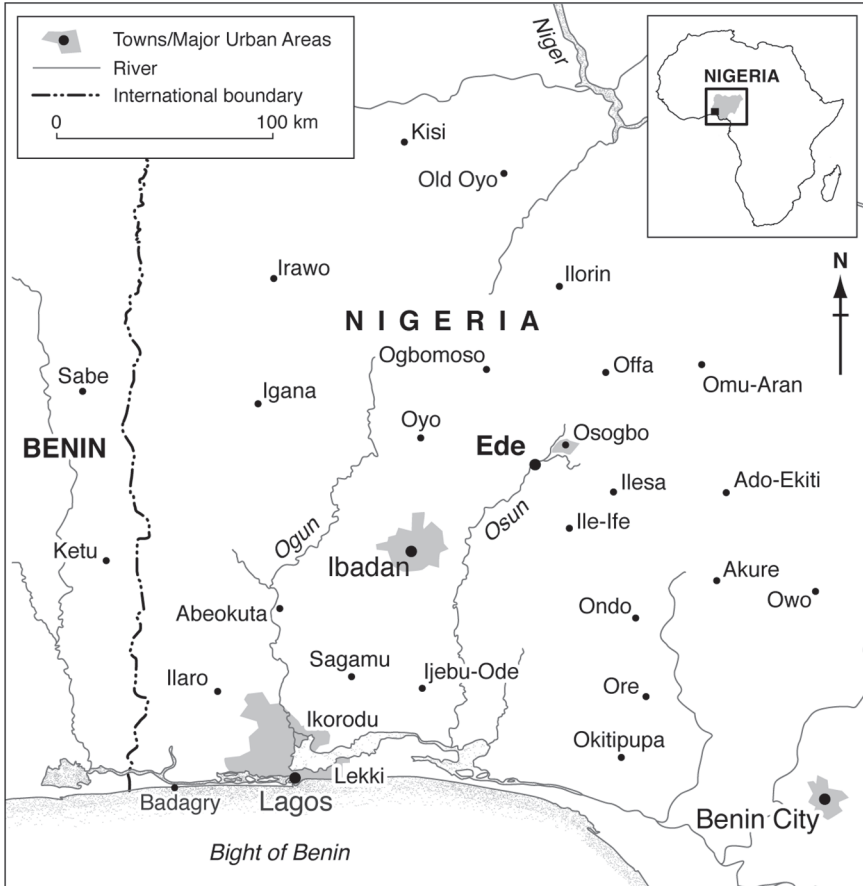 Towns/Major Urban Areas
River
International boundary
0 100 km
Niger
NIGERIA
Kisi
Old Oyo
N
Irawo
Ilorin
NIGERIA
Ogbomoso
Offa
Omu-Aran
Sabe
Igana
Oyo
BENIN
Ede
Osogbo
Ilesa
Ado-Ekiti
Ogun
Osun
Ile-Ife
Ketu
Ibadan
Akure
Owo
Abeokuta
Ondo
Sagamu
Ijebu-Ode
Ilaro
Ore
Ikorodu
Okitipupa
Lekki
Badagry
Lagos
Benin City
Bight of Benin